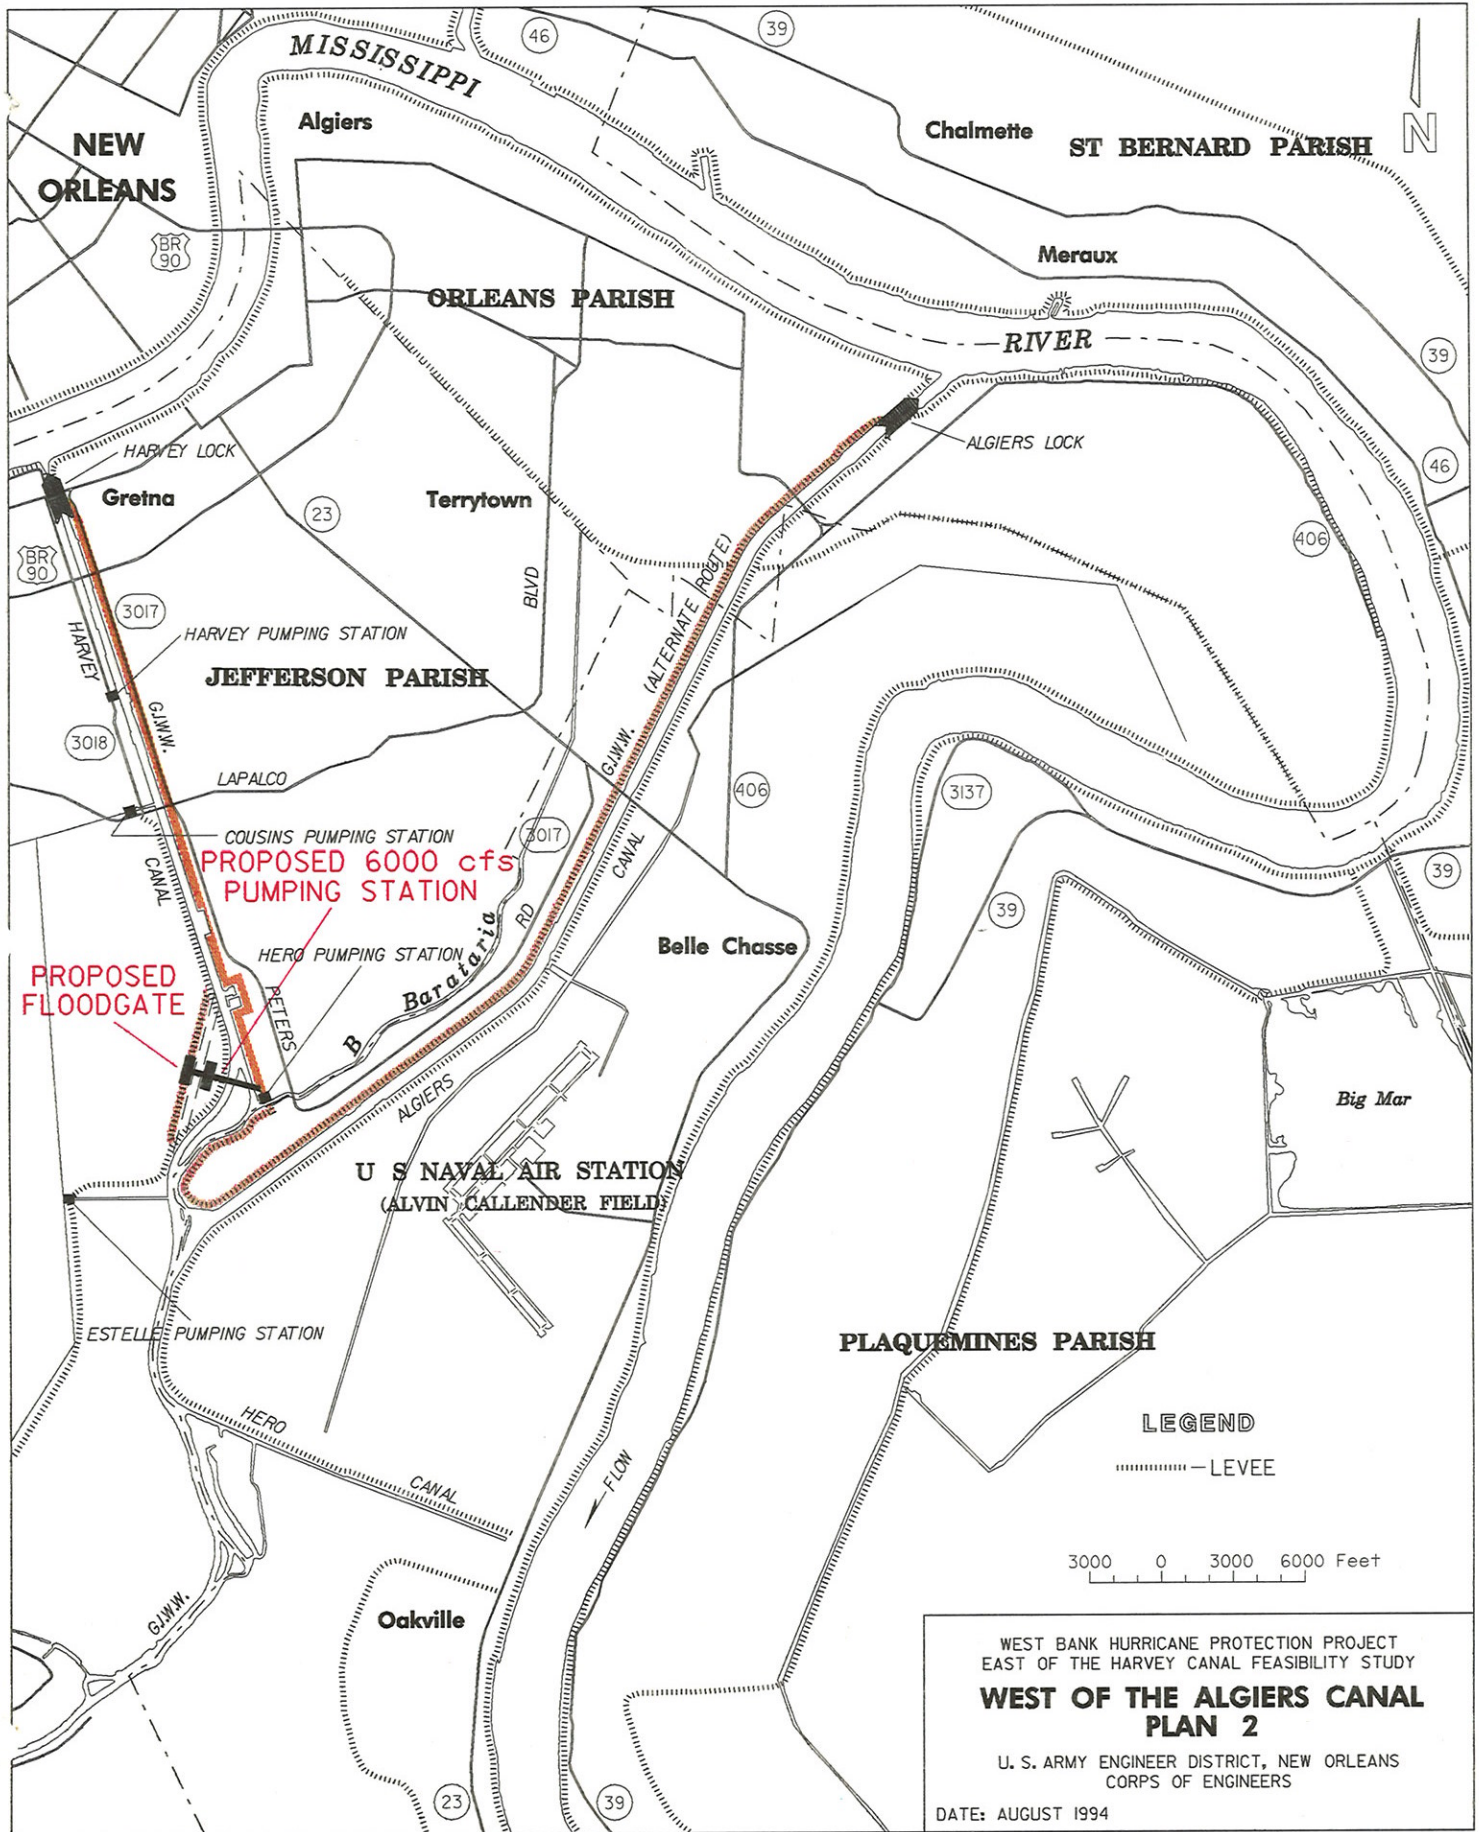 46
39
MISSISSIPPI
N
Algiers
Chalmette
ST BERNARD PARISH
NEW
ORLEANS
BR
90
Meraux
ORLEANS PARISH
RIVER
39
HARVEY LOCK
ALGIERS LOCK
46
Gretna
23
Terrytown
406
BR
90
BLVD
(ALTERNATE ROUTE)
3017
HARVEY PUMPING STATION
HARVEY
JEFFERSON PARISH
G.I.W.W.
3018
G.I.W.W.
LAPALCO
406
3137
COUSINS PUMPING STATION
3017
CANAL
PROPOSED 6000 cfs
PUMPING STATION
CANAL
39
39
RD
HERO PUMPING STATION
Belle Chasse
PROPOSED
FLOODGATE
B Barataria
PETERS
ALGIERS
Big Mar
U S NAVAL AIR STATION
(ALVIN CALLENDER FIELD)
ESTELLE PUMPING STATION
PLAQUEMINES PARISH
HERO
CANAL
LEGEND
FLOW
LEVEE
3000 0 3000 6000 Feet
G.I.W.W.
Oakville
WEST BANK HURRICANE PROTECTION PROJECT
EAST OF THE HARVEY CANAL FEASIBILITY STUDY
WEST OF THE ALGIERS CANAL
PLAN 2
U. S. ARMY ENGINEER DISTRICT, NEW ORLEANS
CORPS OF ENGINEERS
23
39
DATE: AUGUST 1994